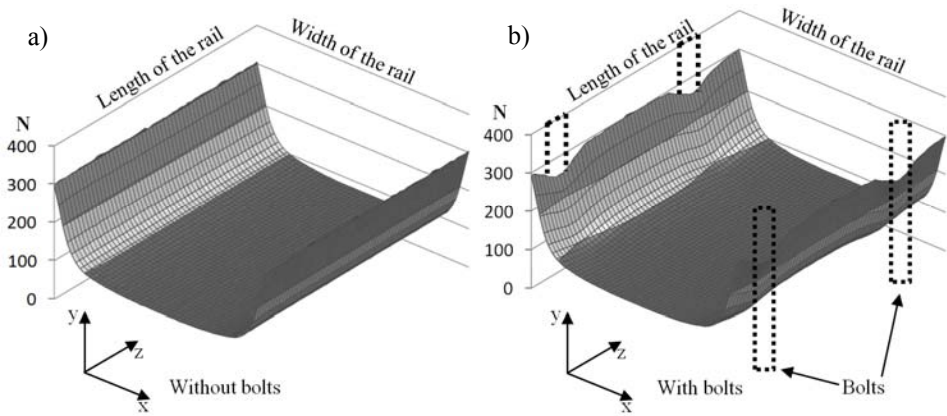 a)
Length of the rail
Width of the rail
N
400
300
200
100
0
y
z
x
Without bolts
b)
Length of the rail
Width of the rail
N
400
300
200
100
0
y
z
x
With bolts
Bolts